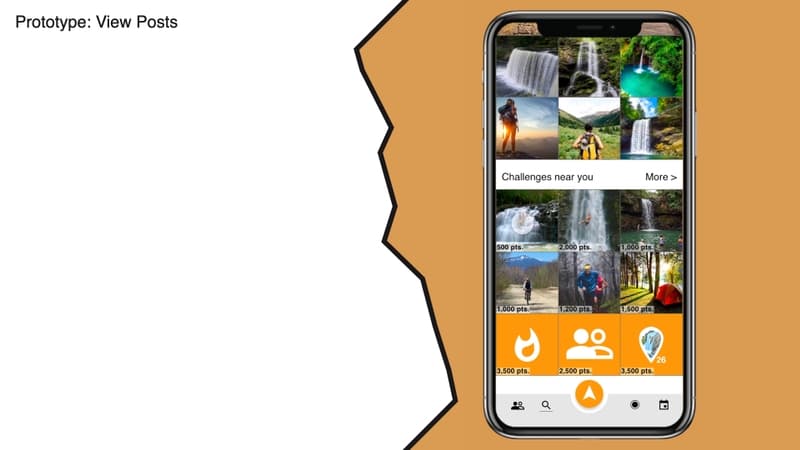 Prototype: View Posts
Challenges near you More >
500 pts. 2,000 pts. 1,000 pts.
1,000 pts. 1,200 pts. 1,500 pts.
26
3,500 pts. 2,500 pts. 3,500 pts.